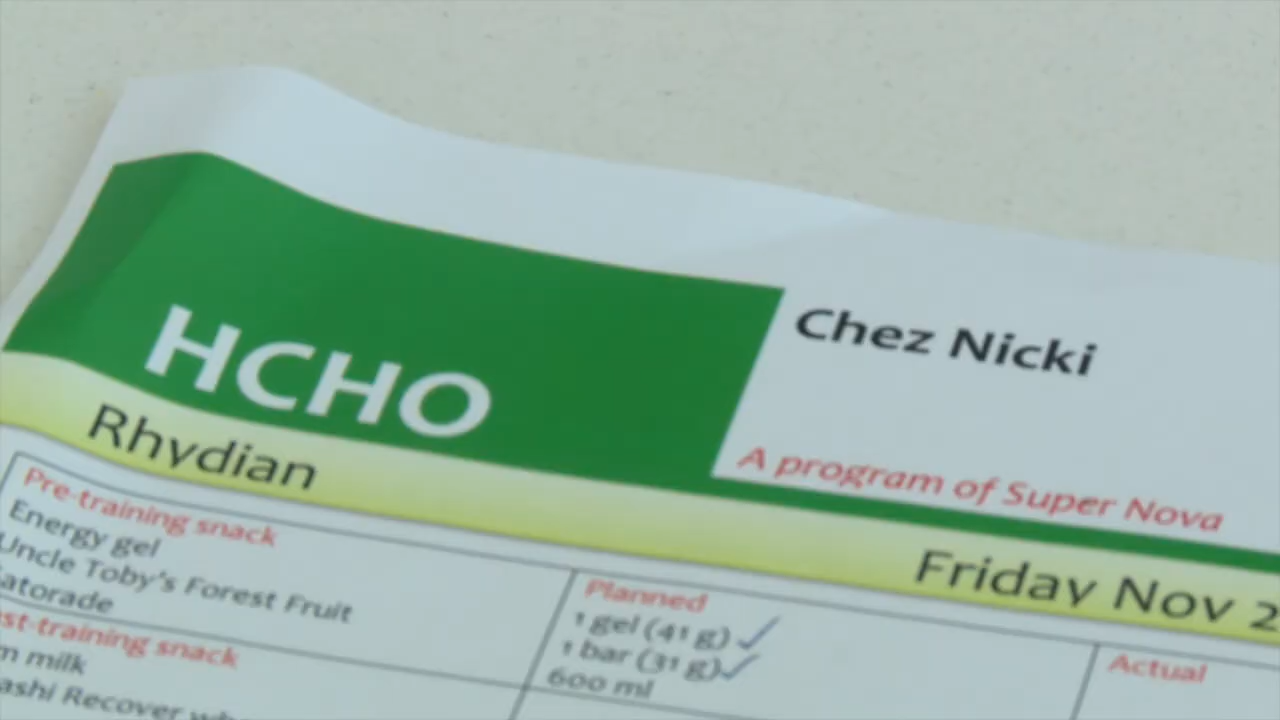 HCHO
Chez Nicki
A program of Super Nova
Rhydian
Friday Nov 2
Pre-training snack
Energy gel
Uncle Toby's Forest Fruit
atorade
Planned
1 gel (41 g)
1 bar (31 g)
600 ml
Actual
st-training snack
m milk
ashi Recover